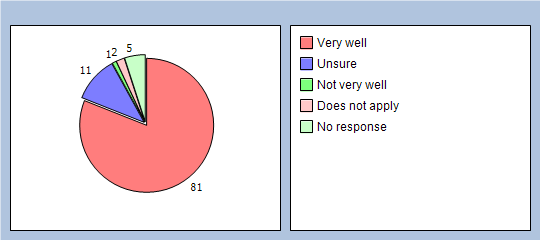 5
12
11
81
Very well
Unsure
Not very well
Does not apply
No response